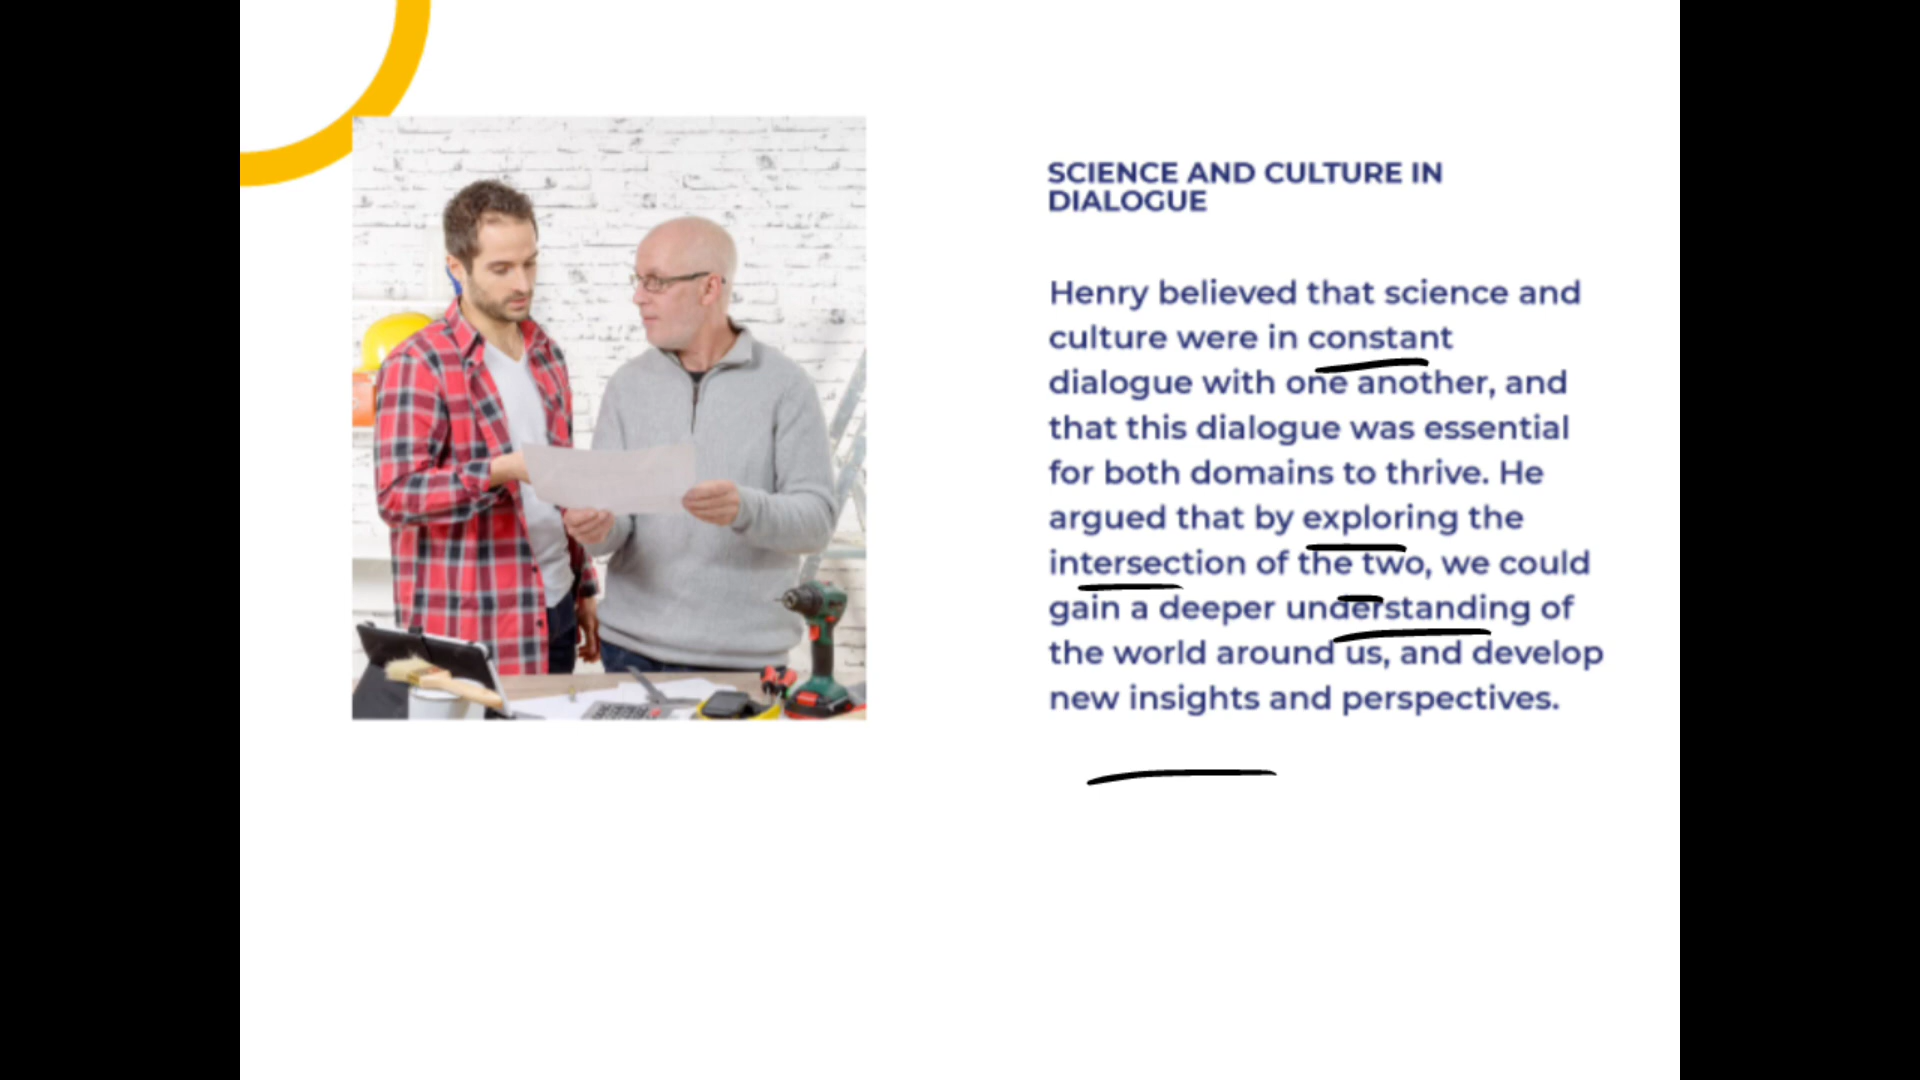 SCIENCE AND CULTURE IN
DIALOGUE
Henry believed that science and
culture were in constant
dialogue with one another, and
that this dialogue was essential
for both domains to thrive. He
argued that by exploring the
intersection of the two, we could
gain a deeper understanding of
the world around us, and develop
new insights and perspectives.